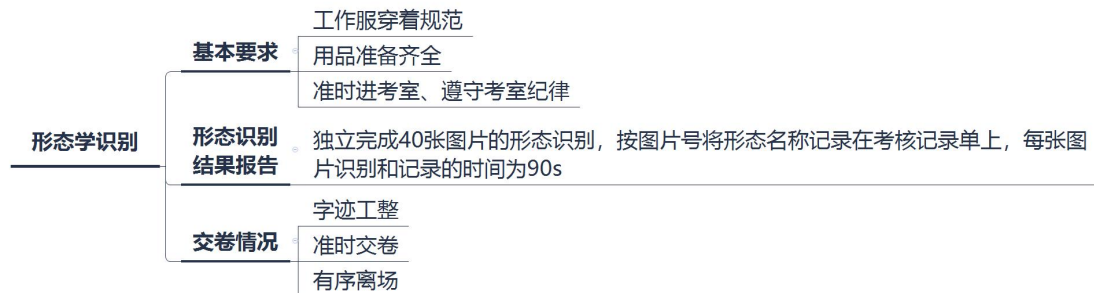 工作服穿着规范
基本要求
用品准备齐全
准时进考室、遵守考室纪律
形态学识别
形态识别
结果报告
独立完成40张图片的形态识别，按图片号将形态名称记录在考核记录单上，每张图
片识别和记录的时间为90s
字迹工整
交卷情况
准时交卷
有序离场